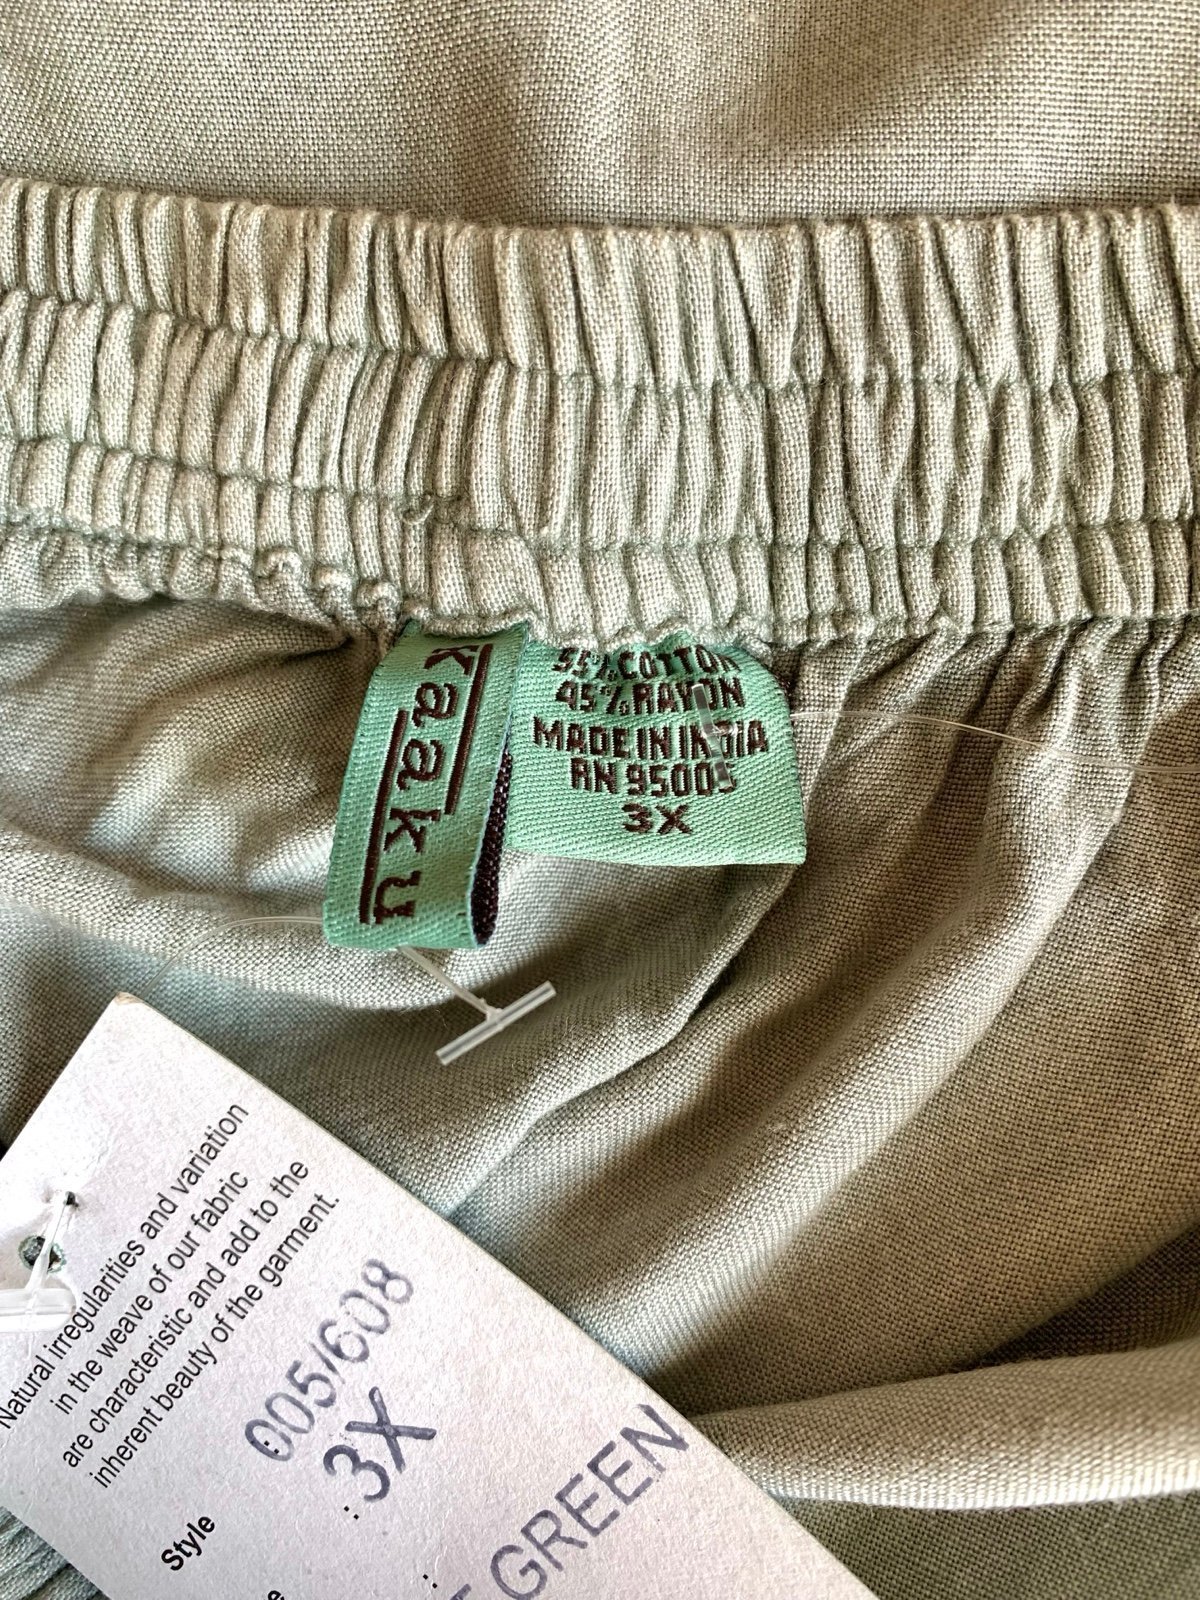 Kaaku
55% COTTON
45% RAYON
MADE IN INDIA
RN 95005
3X
Natural irregularities and variation
in the weave of our fabric
are characteristic and add to the
inherent beauty of the garment.
Style : 005/608
: 3X
: GREEN